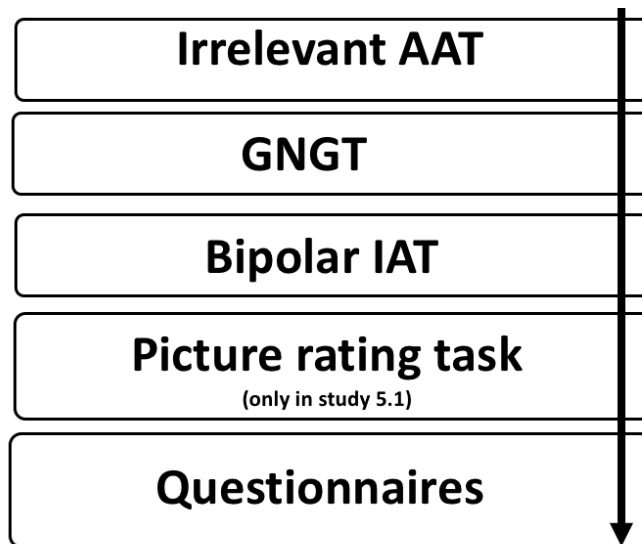 Irrelevant AAT
GNGT
Bipolar IAT
Picture rating task
(only in study 5.1)
Questionnaires